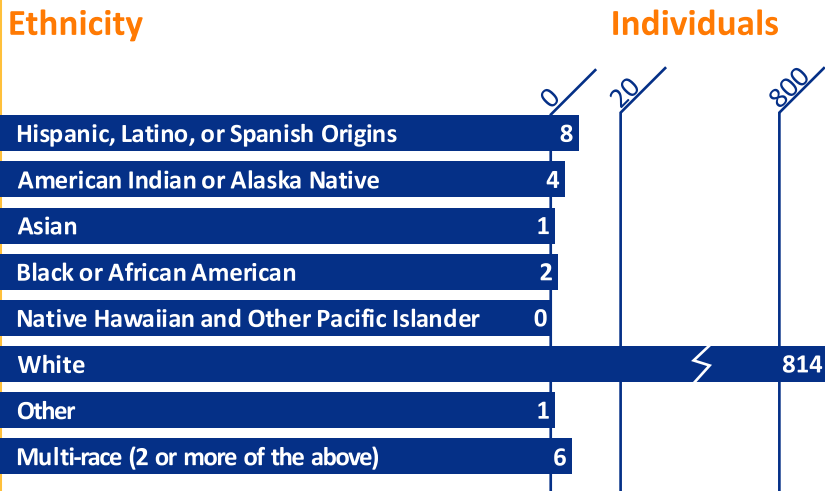 Ethnicity Individuals
0 20 800
Hispanic, Latino, or Spanish Origins 8
American Indian or Alaska Native 4
Asian 1
Black or African American 2
Native Hawaiian and Other Pacific Islander 0
White 814
Other 1
Multi-race (2 or more of the above) 6